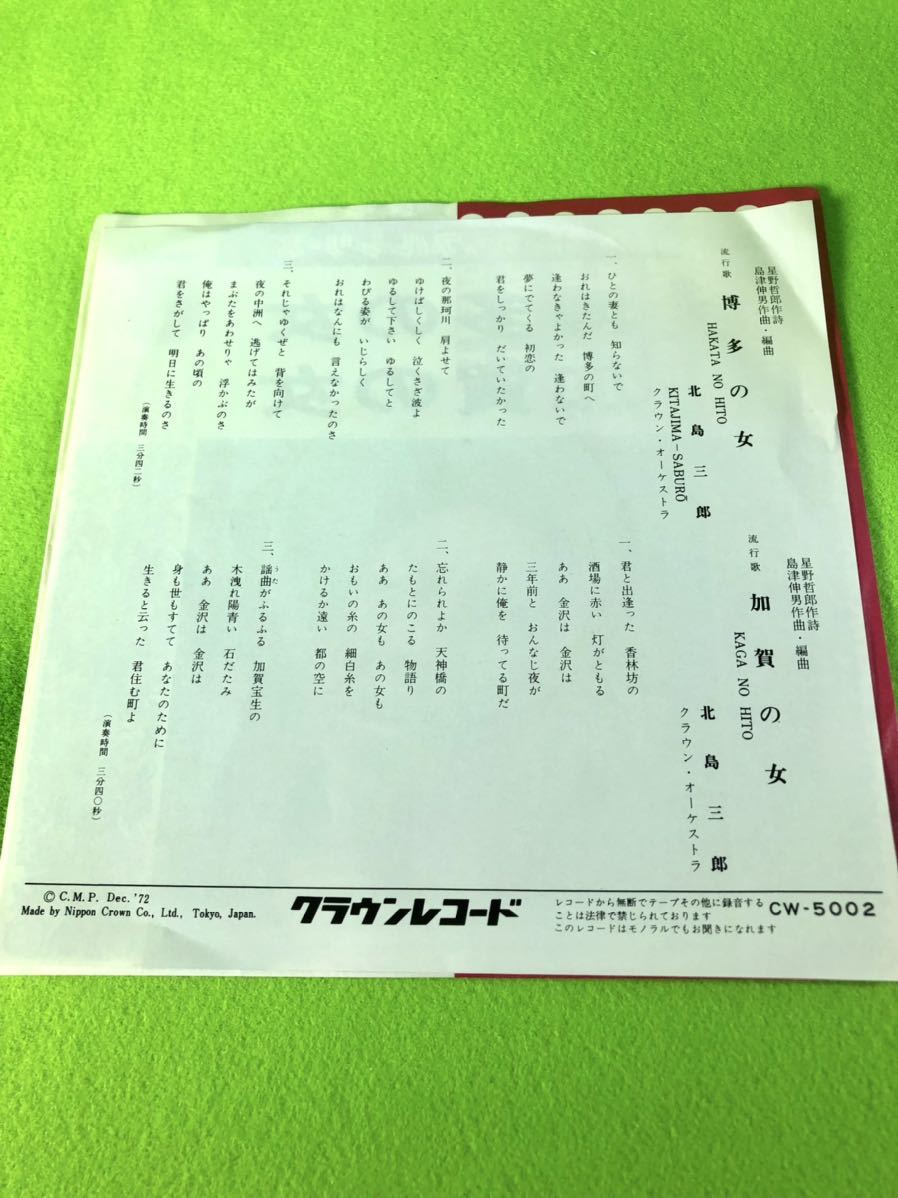 星野哲郎作詩
島津伸男作曲・編曲
流行歌
博多の女
HAKATA NO HITO
北島三郎
KITAJIMA-SABURŌ
クラウン・オーケストラ
一、ひとの妻とも 知らないで
おれはきたんだ 博多の町へ
逢わなきゃよかった 逢わないで
夢にでてくる 初恋の
君をしっかり だいていたかった
二、夜の那珂川 肩よせて
ゆけばしくしく 泣くさざ波よ
ゆるして下さい ゆるしてと
わびる姿が いじらしく
おれはなんにも 言えなかったのさ
三、それじゃゆくぜと 背を向けて
夜の中洲へ 逃げてはみたが
まぶたをあわせりゃ 浮かぶのさ
俺はやっぱり あの頃の
君をさがして 明日に生きるのさ
(演奏時間 三分四二秒)
星野哲郎作詩
島津伸男作曲・編曲
流行歌
加賀の女
KAGA NO HITO
北島三郎
クラウン・オーケストラ
一、君と出逢った 香林坊の
酒場に赤い 灯がともる
ああ 金沢は 金沢は
三年前と おんなじ夜が
静かに俺を 待ってる町だ
二、忘れられよか 天神橋の
たもとにのこる 物語り
ああ あの女も あの女も
おもいの糸の 細白糸を
かけるか遠い 都の空に
三、謡曲がふるふる 加賀宝生の
うた
木洩れ陽青い 石だたみ
ああ 金沢は 金沢は
身も世もすてて あなたのために
生きると云った 君住む町よ
(演奏時間 三分四〇秒)
© C.M.P. Dec. '72
Made by Nippon Crown Co., Ltd., Tokyo, Japan.
クラウンレコード
レコードから無断でテープその他に録音する
ことは法律で禁じられております
このレコードはモノラルでもお聞きになれます
CW-5002